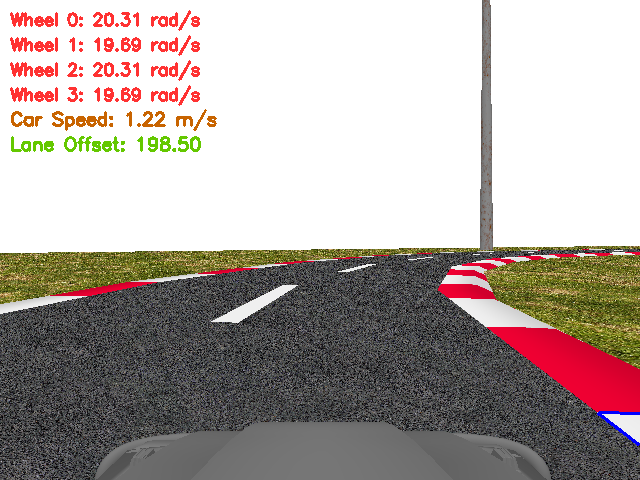 Wheel 0: 20.31 rad/s
Wheel 1: 19.69 rad/s
Wheel 2: 20.31 rad/s
Wheel 3: 19.69 rad/s
Car Speed: 1.22 m/s
Lane Offset: 198.50